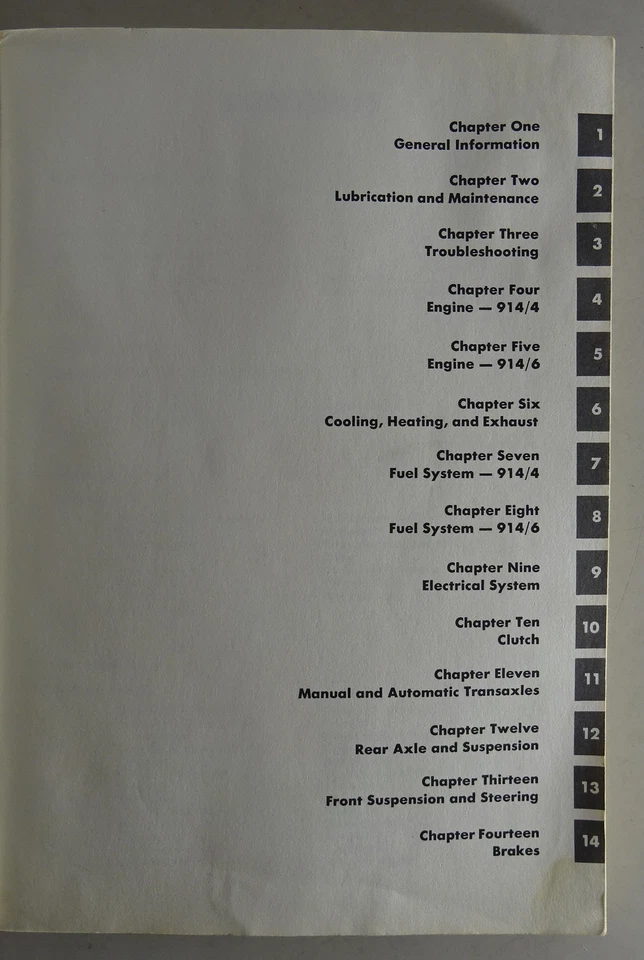 Chapter One
General Information
1
Chapter Two
Lubrication and Maintenance
2
Chapter Three
Troubleshooting
3
Chapter Four
Engine — 914/4
4
Chapter Five
Engine — 914/6
5
Chapter Six
Cooling, Heating, and Exhaust
6
Chapter Seven
Fuel System — 914/4
7
Chapter Eight
Fuel System — 914/6
8
Chapter Nine
Electrical System
9
Chapter Ten
Clutch
10
Chapter Eleven
Manual and Automatic Transaxles
11
Chapter Twelve
Rear Axle and Suspension
12
Chapter Thirteen
Front Suspension and Steering
13
Chapter Fourteen
Brakes
14